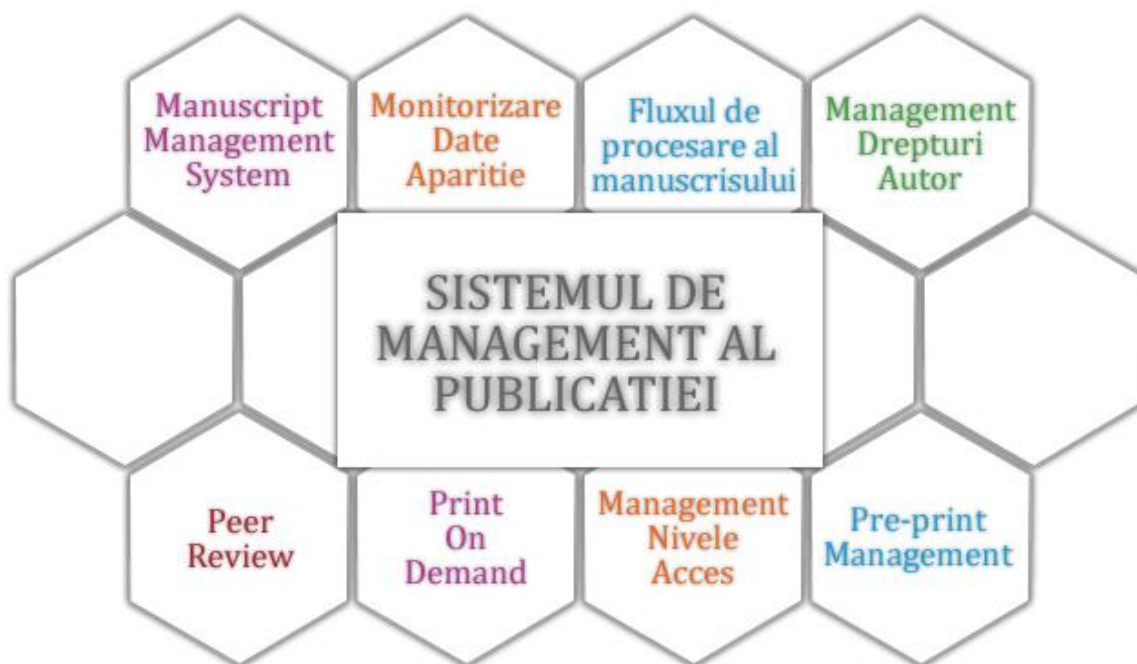 Manuscript
Management
System
Monitorizare
Date
Aparitie
Fluxul de
procesare al
manuscrisului
Management
Drepturi
Autor
SISTEMUL DE
MANAGEMENT AL
PUBLICATIEI
Peer
Review
Print
On
Demand
Management
Nivele
Acces
Pre-print
Management